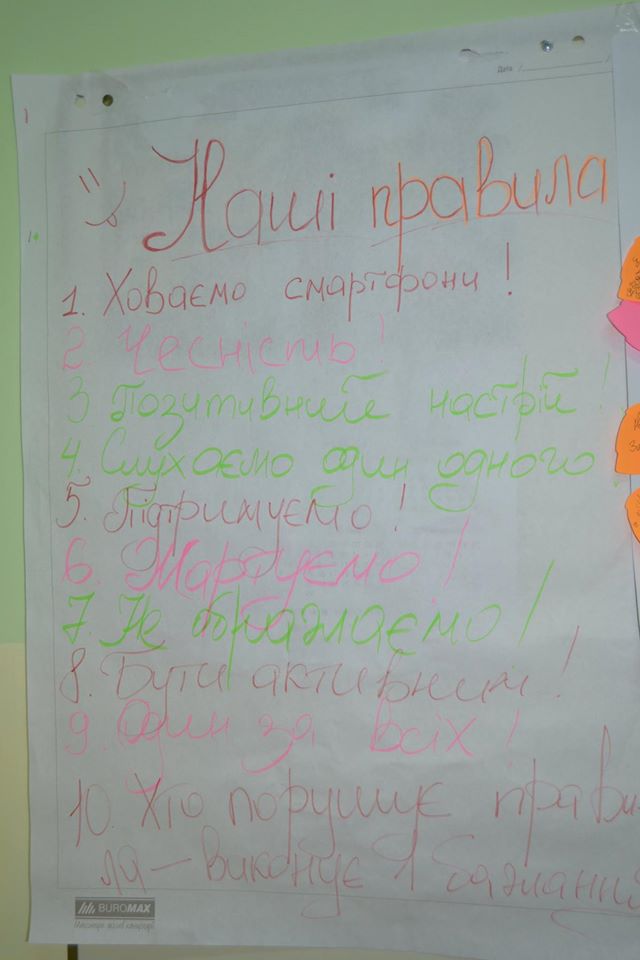 Дата
Наші правила
1. Ховаємо смартфони!
2. Чесність!
3 Позитивний настрій!
4. Слухаємо один одного
5. Підтримуємо!
6. Жартуємо!
7. Не ображаємо!
8. Бути активним!
9. Один за всіх!
10. Хто порушує прави-
ла — виконує 1 бажання
BUROMAX